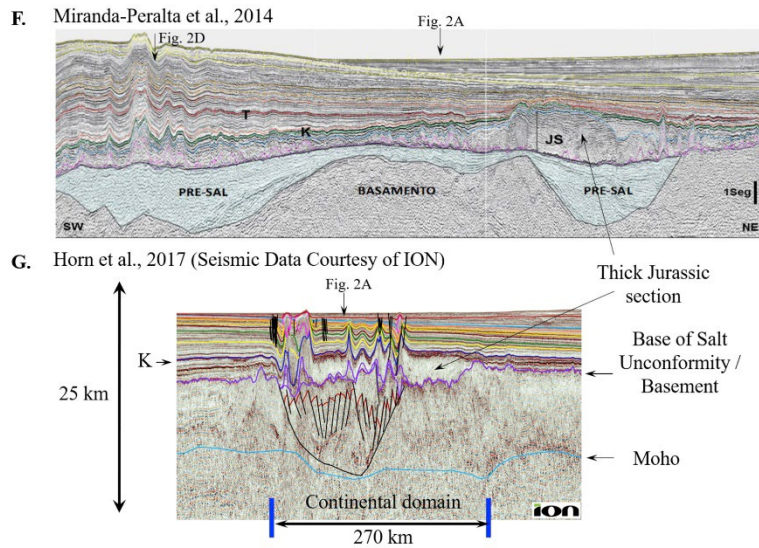 F. Miranda-Peralta et al., 2014
Fig. 2D
Fig. 2A
T
K
JS
PRE-SAL
BASAMENTO
PRE-SAL
1Seg
SW
NE
G. Horn et al., 2017 (Seismic Data Courtesy of ION)
Fig. 2A
Thick Jurassic
section
K
Base of Salt
Unconformity /
Basement
25 km
Moho
Continental domain
ion
270 km